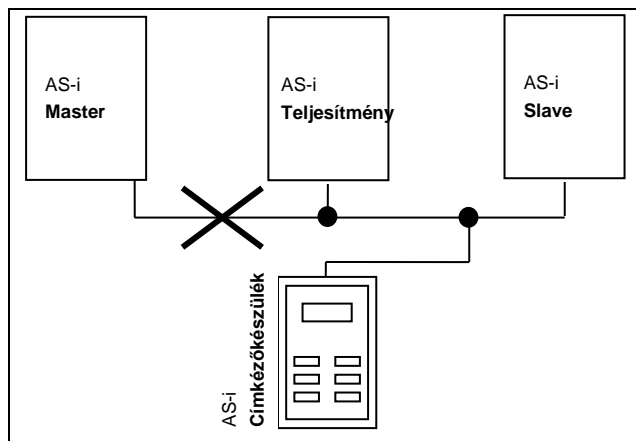 AS-i
Master
AS-i
Teljesítmény
AS-i
Slave
AS-i
Címkézőkészülék